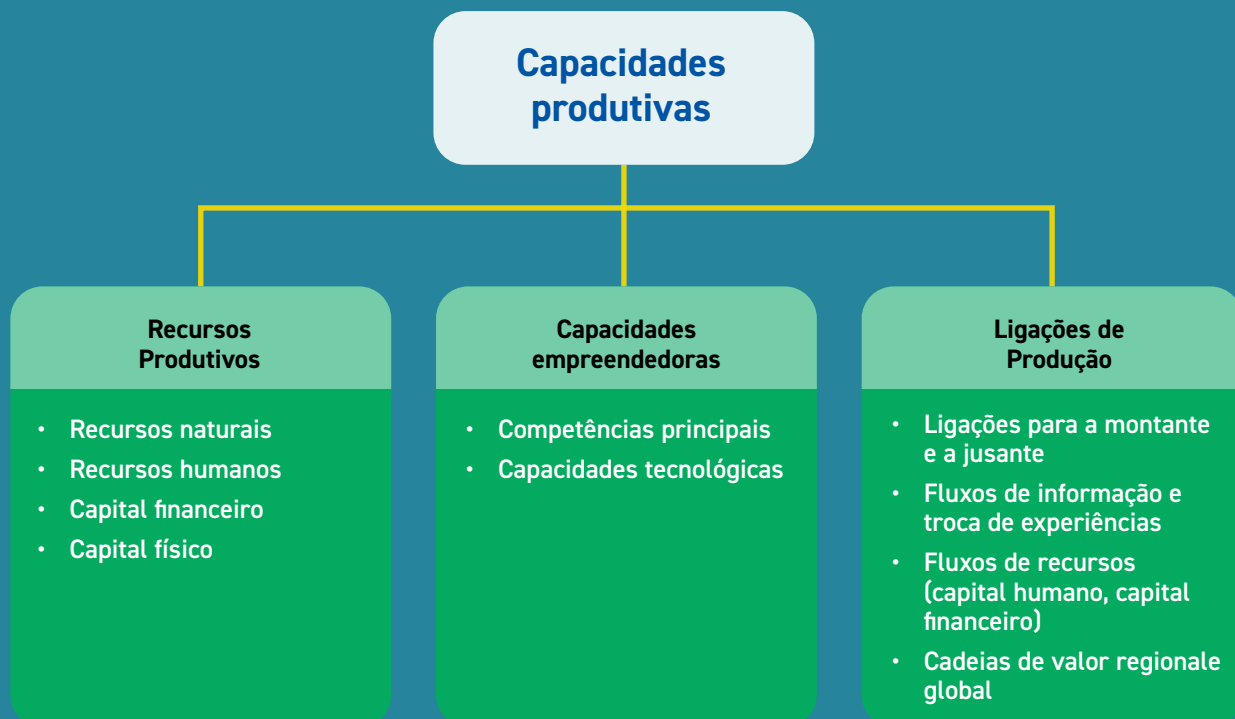 Capacidades
produtivas
Recursos
Produtivos
• Recursos naturais
• Recursos humanos
• Capital financeiro
• Capital físico
Capacidades
empreendedoras
• Competências principais
• Capacidades tecnológicas
Ligações de
Produção
• Ligações para a montante
e a jusante
• Fluxos de informação e
troca de experiências
• Fluxos de recursos
(capital humano, capital
financeiro)
• Cadeias de valor regionale
global